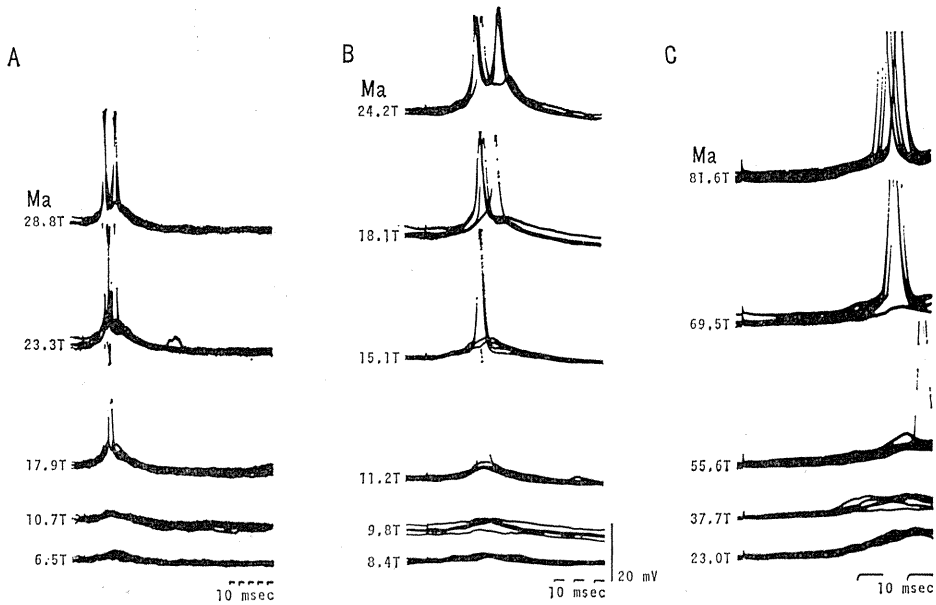 A
Ma
28.8T
23.3T
17.9T
10.7T
6.5T
10 msec
B
Ma
24.2T
18.1T
15.1T
11.2T
9.8T
8.4T
20 mV
10 msec
C
Ma
81.6T
69.5T
55.6T
37.7T
23.0T
10 msec